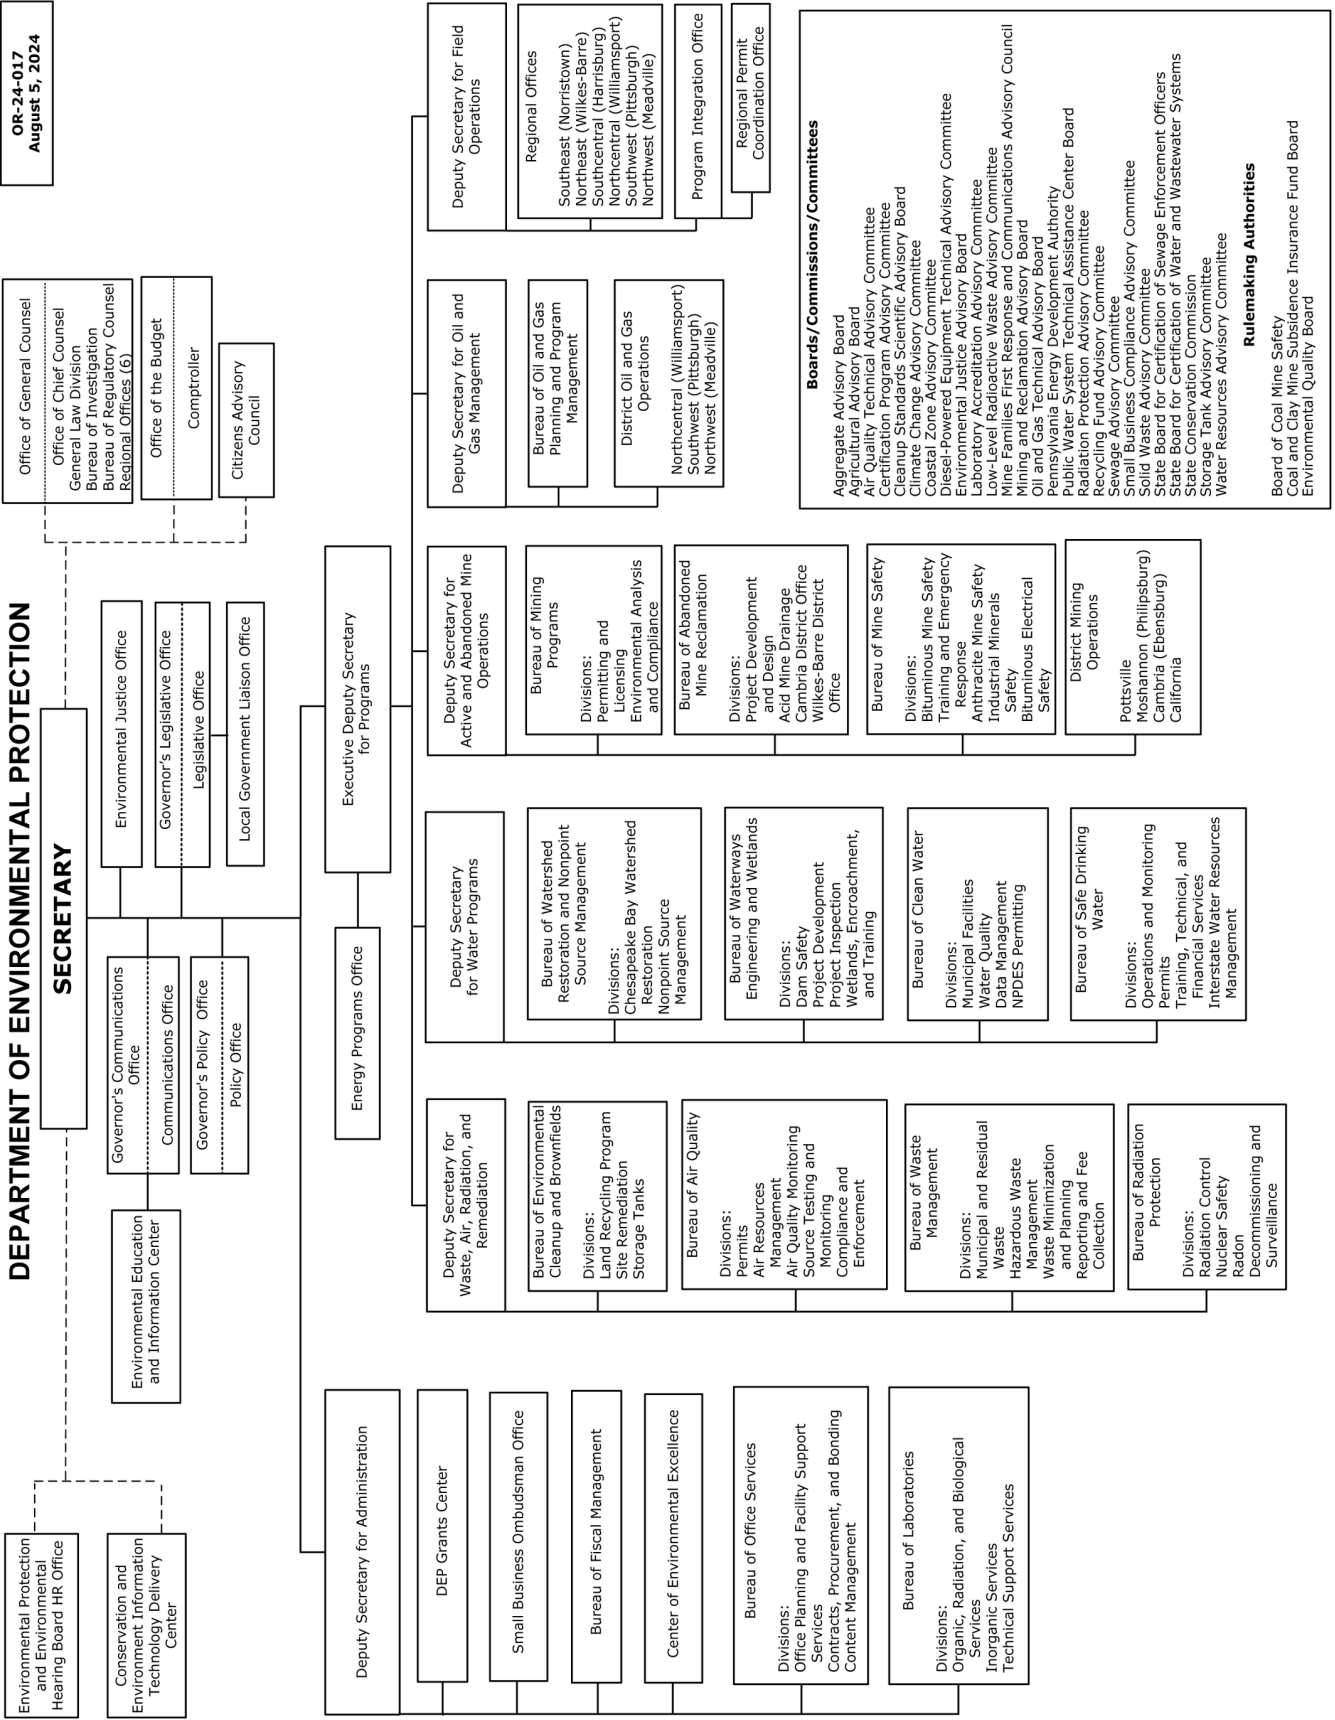 OR-24-017
August 5, 2024
DEPARTMENT OF ENVIRONMENTAL PROTECTION
SECRETARY
Environmental Protection
and Environmental
Hearing Board HR Office
Conservation and
Environment Information
Technology Delivery
Center
Office of General Counsel
Office of Chief Counsel
General Law Division
Bureau of Investigation
Bureau of Regulatory Counsel
Regional Offices (6)
Office of the Budget
Comptroller
Citizens Advisory
Council
Governor's Communications
Office
Communications Office
Environmental Education
and Information Center
Governor's Policy Office
Policy Office
Environmental Justice Office
Governor's Legislative Office
Legislative Office
Local Government Liaison Office
Deputy Secretary for Administration
DEP Grants Center
Small Business Ombudsman Office
Bureau of Fiscal Management
Center of Environmental Excellence
Bureau of Office Services
Divisions:
Office Planning and Facility Support
Services
Contracts, Procurement, and Bonding
Content Management
Bureau of Laboratories
Divisions:
Organic, Radiation, and Biological
Services
Inorganic Services
Technical Support Services
Executive Deputy Secretary
for Programs
Energy Programs Office
Deputy Secretary for
Waste, Air, Radiation, and
Remediation
Bureau of Environmental
Cleanup and Brownfields
Divisions:
Land Recycling Program
Site Remediation
Storage Tanks
Bureau of Air Quality
Divisions:
Permits
Air Resources
Management
Air Quality Monitoring
Source Testing and
Monitoring
Compliance and
Enforcement
Bureau of Waste
Management
Divisions:
Municipal and Residual
Waste
Hazardous Waste
Management
Waste Minimization
and Planning
Reporting and Fee
Collection
Bureau of Radiation
Protection
Divisions:
Radiation Control
Nuclear Safety
Radon
Decommissioning and
Surveillance
Deputy Secretary
for Water Programs
Bureau of Watershed
Restoration and Nonpoint
Source Management
Divisions:
Chesapeake Bay Watershed
Restoration
Nonpoint Source
Management
Bureau of Waterways
Engineering and Wetlands
Divisions:
Dam Safety
Project Development
Project Inspection
Wetlands, Encroachment,
and Training
Bureau of Clean Water
Divisions:
Municipal Facilities
Water Quality
Data Management
NPDES Permitting
Bureau of Safe Drinking
Water
Divisions:
Operations and Monitoring
Permits
Training, Technical, and
Financial Services
Interstate Water Resources
Management
Deputy Secretary for
Active and Abandoned Mine
Operations
Bureau of Mining
Programs
Divisions:
Permitting and
Licensing
Environmental Analysis
and Compliance
Bureau of Abandoned
Mine Reclamation
Divisions:
Project Development
and Design
Acid Mine Drainage
Cambria District Office
Wilkes-Barre District
Office
Bureau of Mine Safety
Divisions:
Bituminous Mine Safety
Training and Emergency
Response
Anthracite Mine Safety
Industrial Minerals
Safety
Bituminous Electrical
Safety
District Mining
Operations
Pottsville
Moshannon (Philipsburg)
Cambria (Ebensburg)
California
Deputy Secretary for Oil and
Gas Management
Bureau of Oil and Gas
Planning and Program
Management
District Oil and Gas
Operations
Northcentral (Williamsport)
Southwest (Pittsburgh)
Northwest (Meadville)
Deputy Secretary for Field
Operations
Regional Offices
Southeast (Norristown)
Northeast (Wilkes-Barre)
Southcentral (Harrisburg)
Northcentral (Williamsport)
Southwest (Pittsburgh)
Northwest (Meadville)
Program Integration Office
Regional Permit
Coordination Office
Boards/Commissions/Committees
Aggregate Advisory Board
Agricultural Advisory Board
Air Quality Technical Advisory Committee
Certification Program Advisory Committee
Cleanup Standards Scientific Advisory Board
Climate Change Advisory Committee
Coastal Zone Advisory Committee
Diesel-Powered Equipment Technical Advisory Committee
Environmental Justice Advisory Board
Laboratory Accreditation Advisory Committee
Low-Level Radioactive Waste Advisory Committee
Mine Families First Response and Communications Advisory Council
Mining and Reclamation Advisory Board
Oil and Gas Technical Advisory Board
Pennsylvania Energy Development Authority
Public Water System Technical Assistance Center Board
Radiation Protection Advisory Committee
Recycling Fund Advisory Committee
Sewage Advisory Committee
Small Business Compliance Advisory Committee
Solid Waste Advisory Committee
State Board for Certification of Sewage Enforcement Officers
State Board for Certification of Water and Wastewater Systems
State Conservation Commission
Storage Tank Advisory Committee
Water Resources Advisory Committee
Rulemaking Authorities
Board of Coal Mine Safety
Coal and Clay Mine Subsidence Insurance Fund Board
Environmental Quality Board